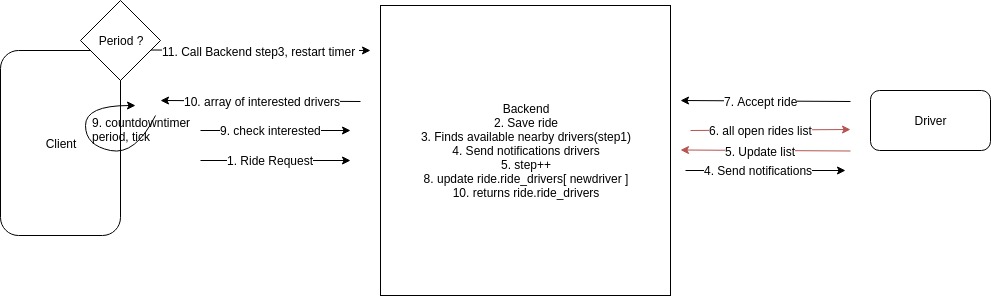 Period ?
11. Call Backend step3, restart timer
10. array of interested drivers
9. countdowntimer
period, tick
9. check interested
Client
1. Ride Request
Backend
2. Save ride
3. Finds available nearby drivers(step1)
4. Send notifications drivers
5. step++
8. update ride.ride_drivers[ newdriver ]
10. returns ride.ride_drivers
7. Accept ride
6. all open rides list
5. Update list
4. Send notifications
Driver